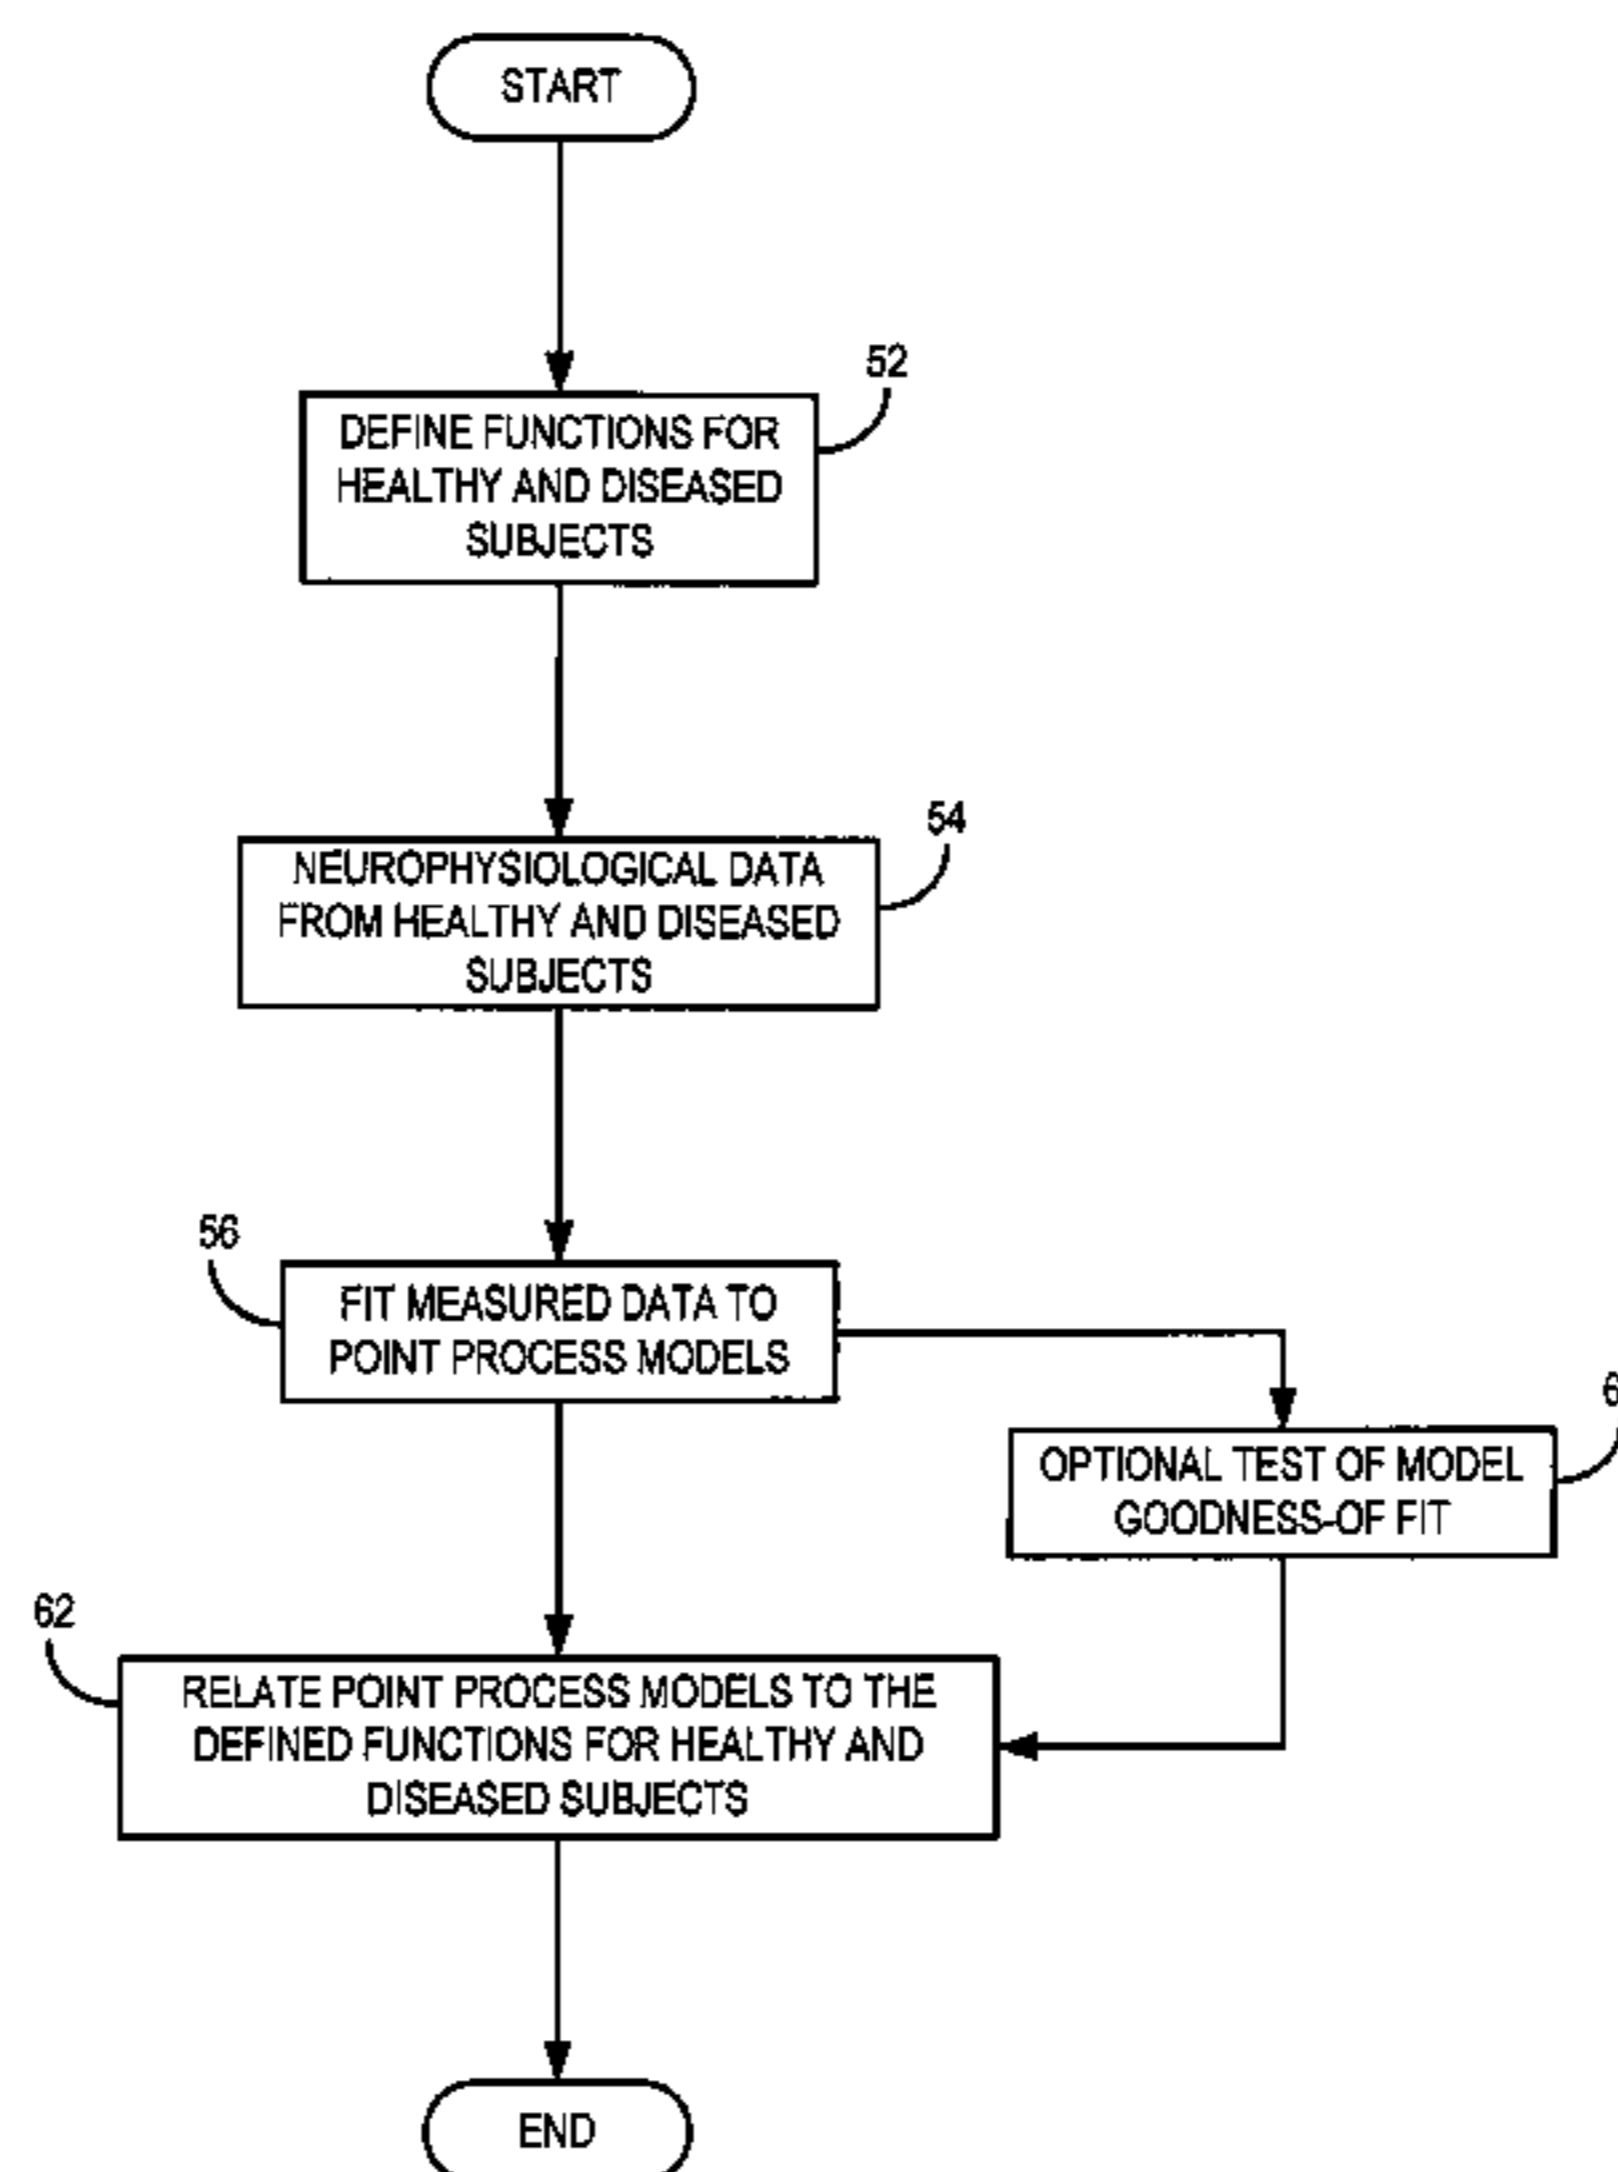 START
52
DEFINE FUNCTIONS FOR
HEALTHY AND DISEASED
SUBJECTS
54
NEUROPHYSIOLOGICAL DATA
FROM HEALTHY AND DISEASED
SUBJECTS
56
FIT MEASURED DATA TO
POINT PROCESS MODELS
OPTIONAL TEST OF MODEL
GOODNESS-OF FIT
62
RELATE POINT PROCESS MODELS TO THE
DEFINED FUNCTIONS FOR HEALTHY AND
DISEASED SUBJECTS
END